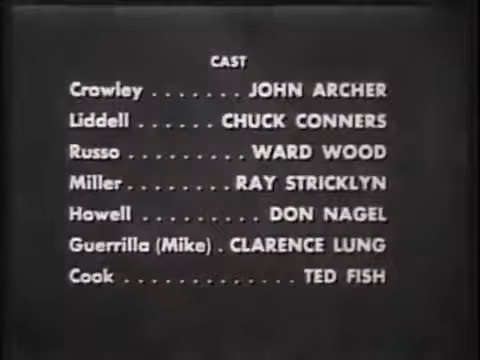 CAST
Crowley . . . . . . . JOHN ARCHER
Liddell . . . . . . CHUCK CONNERS
Russo . . . . . . . . . WARD WOOD
Miller . . . . . . . . RAY STRICKLYN
Howell . . . . . . . . . DON NAGEL
Guerrilla (Mike) . CLARENCE LUNG
Cook . . . . . . . . . . . . . TED FISH